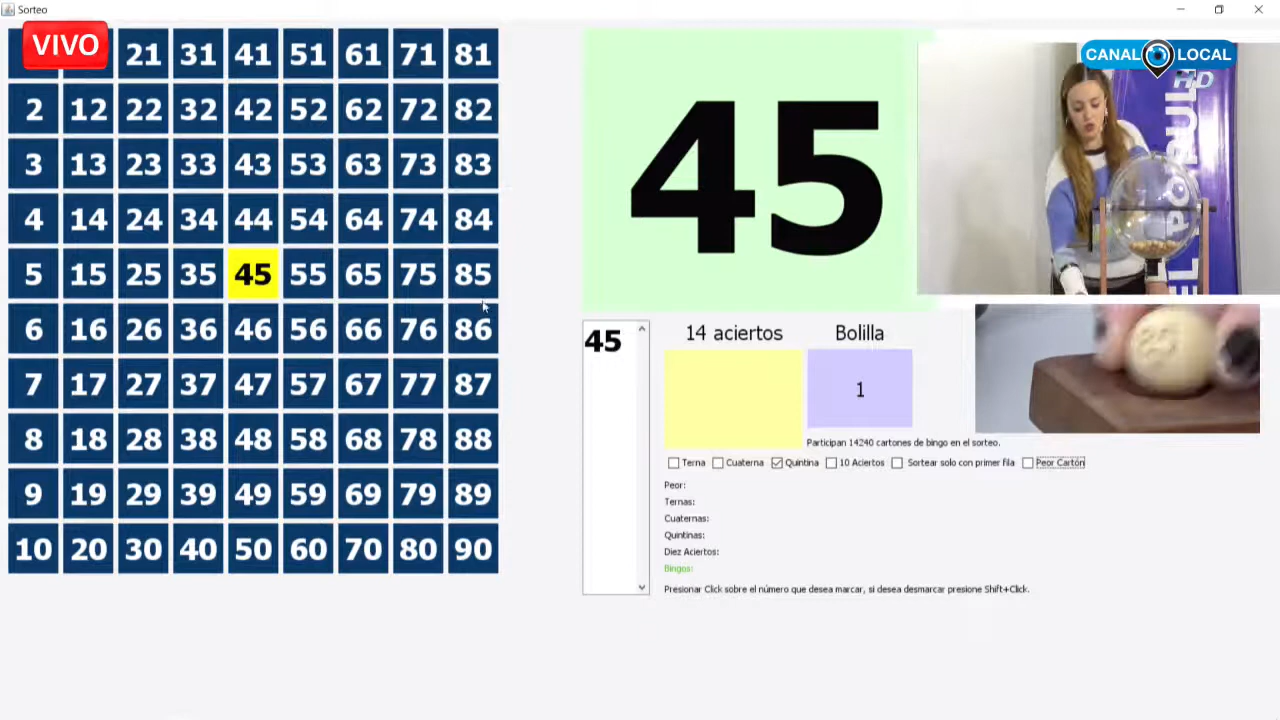 Sorteo
VIVO
21 31 41 51 61 71 81
2 12 22 32 42 52 62 72 82
3 13 23 33 43 53 63 73 83
4 14 24 34 44 54 64 74 84
5 15 25 35 45 55 65 75 85
6 16 26 36 46 56 66 76 86
7 17 27 37 47 57 67 77 87
8 18 28 38 48 58 68 78 88
9 19 29 39 49 59 69 79 89
10 20 30 40 50 60 70 80 90
45
CANAL LOCAL
HD
EL POPUL
45
14 aciertos
Bolilla
1
Participan 14240 cartones de bingo en el sorteo.
Terna Cuaterna Quintina 10 Aciertos Sortear solo con primer fila Peor Cartón
Peor:
Ternas:
Cuaternas:
Quintinas:
Diez Aciertos:
Bingos:
Presionar Click sobre el número que desea marcar, si desea desmarcar presione Shift+Click.